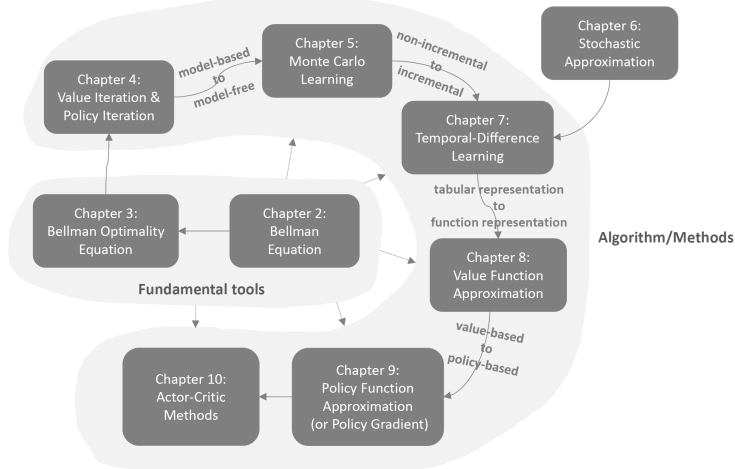 Chapter 6:
Stochastic
Approximation
Chapter 5:
Monte Carlo
Learning
non-incremental
to
incremental
model-based
to
model-free
Chapter 4:
Value Iteration &
Policy Iteration
Chapter 7:
Temporal-Difference
Learning
tabular representation
to
function representation
Chapter 3:
Bellman Optimality
Equation
Chapter 2:
Bellman
Equation
Algorithm/Methods
Fundamental tools
Chapter 8:
Value Function
Approximation
value-based
to
policy-based
Chapter 9:
Policy Function
Approximation
(or Policy Gradient)
Chapter 10:
Actor-Critic
Methods